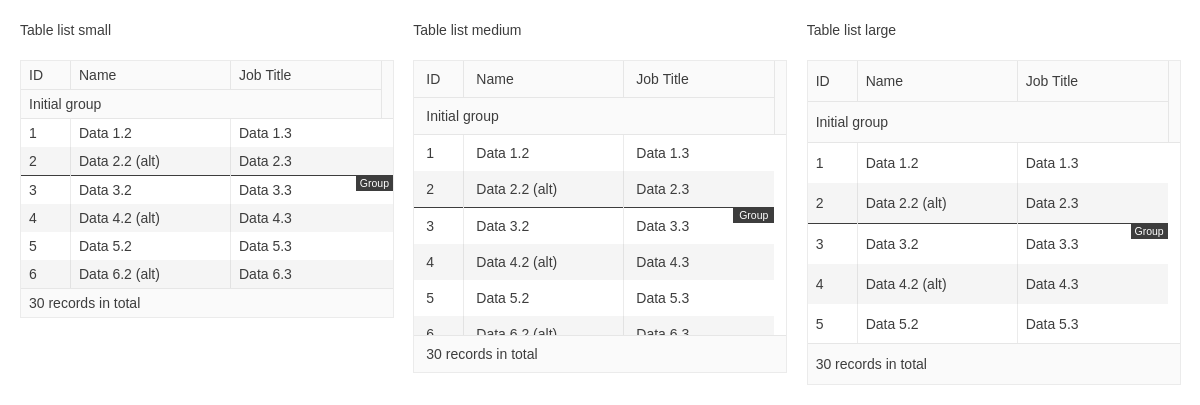 Table list small
ID Name Job Title
Initial group
1 Data 1.2 Data 1.3
2 Data 2.2 (alt) Data 2.3
Group
3 Data 3.2 Data 3.3
4 Data 4.2 (alt) Data 4.3
5 Data 5.2 Data 5.3
6 Data 6.2 (alt) Data 6.3
30 records in total
Table list medium
ID Name Job Title
Initial group
1 Data 1.2 Data 1.3
2 Data 2.2 (alt) Data 2.3
Group
3 Data 3.2 Data 3.3
4 Data 4.2 (alt) Data 4.3
5 Data 5.2 Data 5.3
6 Data 6.2 (alt) Data 6.3
30 records in total
Table list large
ID Name Job Title
Initial group
1 Data 1.2 Data 1.3
2 Data 2.2 (alt) Data 2.3
Group
3 Data 3.2 Data 3.3
4 Data 4.2 (alt) Data 4.3
5 Data 5.2 Data 5.3
30 records in total